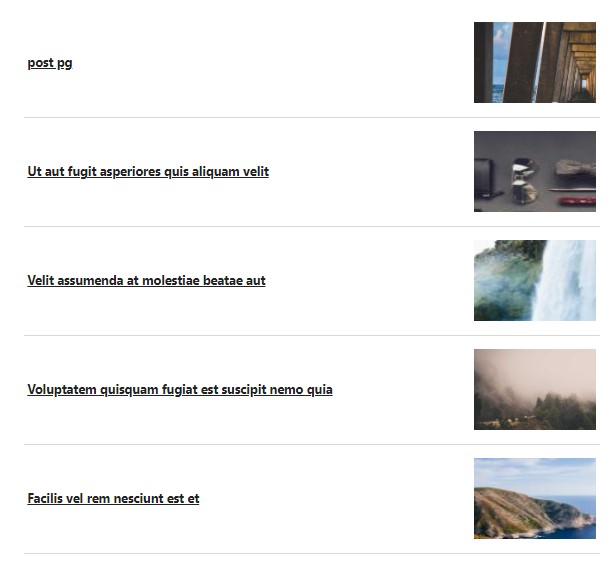 post pg
Ut aut fugit asperiores quis aliquam velit
Velit assumenda at molestiae beatae aut
Voluptatem quisquam fugiat est suscipit nemo quia
Facilis vel rem nesciunt est et